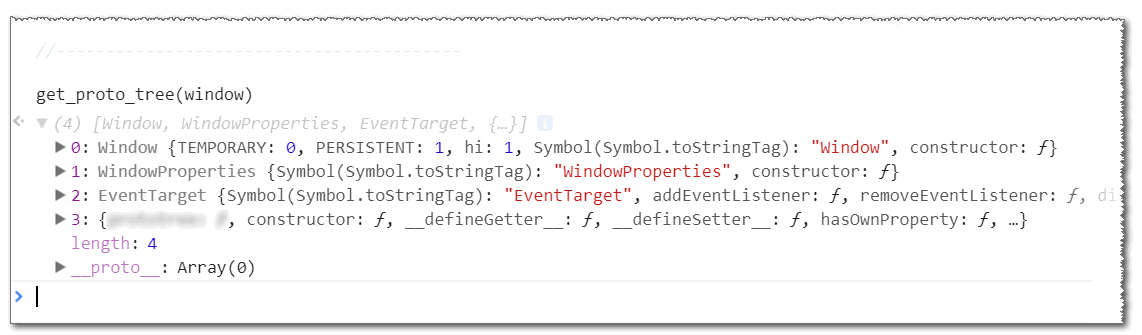 //-----------------------------------------
get_proto_tree(window)
(4) [Window, WindowProperties, EventTarget, {…}]
0: Window {TEMPORARY: 0, PERSISTENT: 1, hi: 1, Symbol(Symbol.toStringTag): "Window", constructor: ƒ}
1: WindowProperties {Symbol(Symbol.toStringTag): "WindowProperties", constructor: ƒ}
2: EventTarget {Symbol(Symbol.toStringTag): "EventTarget", addEventListener: ƒ, removeEventListener: ƒ, di
3: { , constructor: ƒ, __defineGetter__: ƒ, __defineSetter__: ƒ, hasOwnProperty: ƒ, …}
length: 4
__proto__: Array(0)